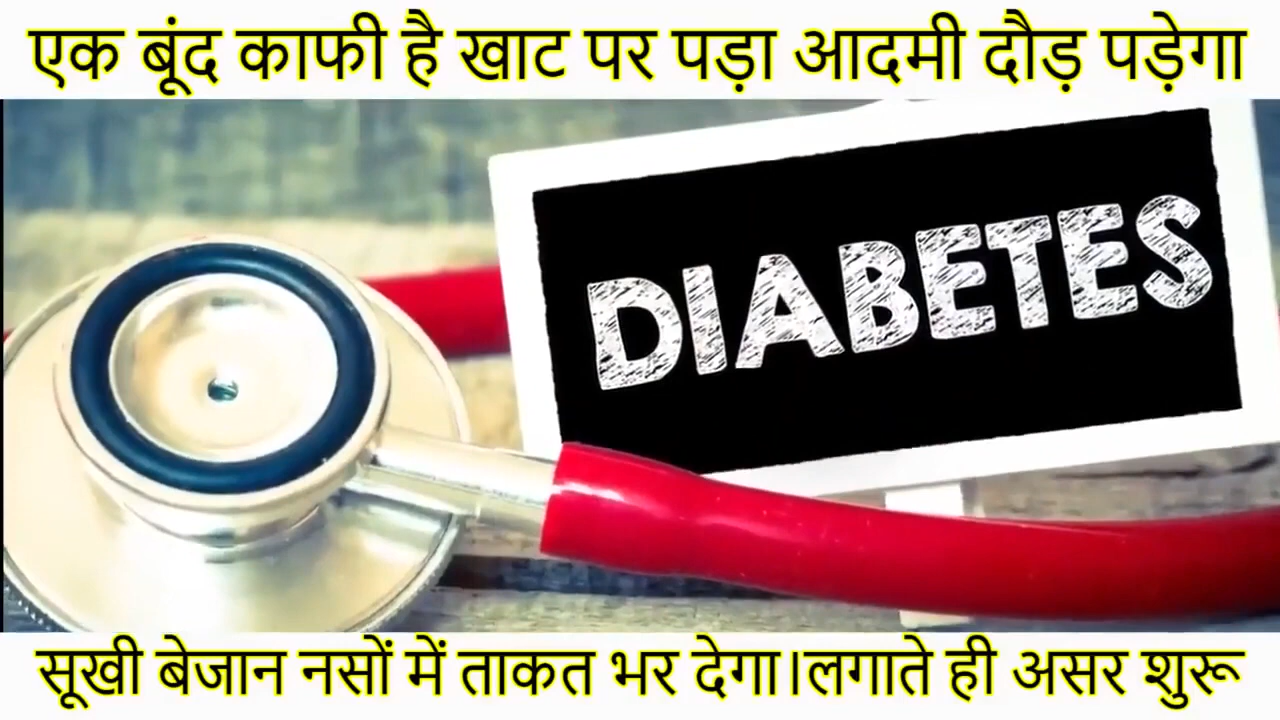 एक बूंद काफी है खाट पर पड़ा आदमी दौड़ पड़ेगा
DIABETES
सूखी बेजान नसों में ताकत भर देगा।लगाते ही असर शुरू